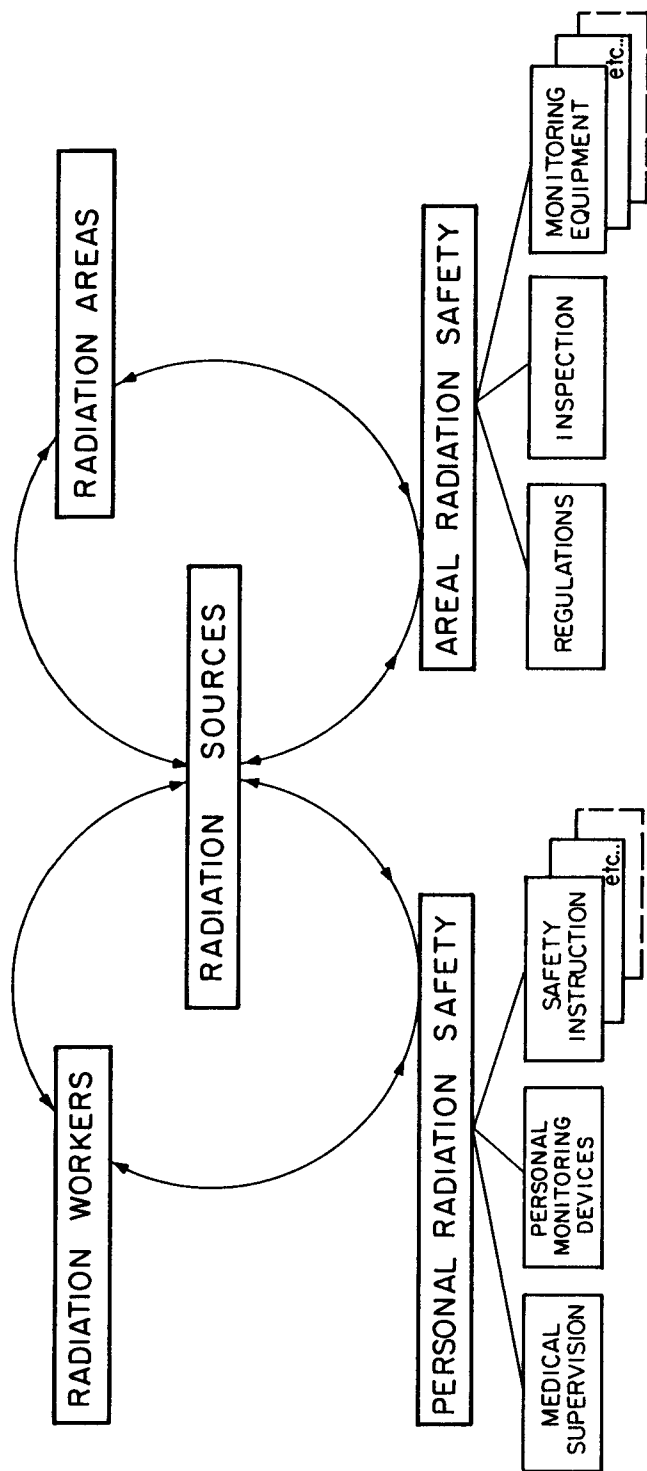 RADIATION WORKERS
RADIATION AREAS
RADIATION SOURCES
PERSONAL RADIATION SAFETY
AREAL RADIATION SAFETY
MEDICAL
SUPERVISION
PERSONAL
MONITORING
DEVICES
SAFETY
INSTRUCTION
etc...
REGULATIONS
INSPECTION
MONITORING
EQUIPMENT
etc...